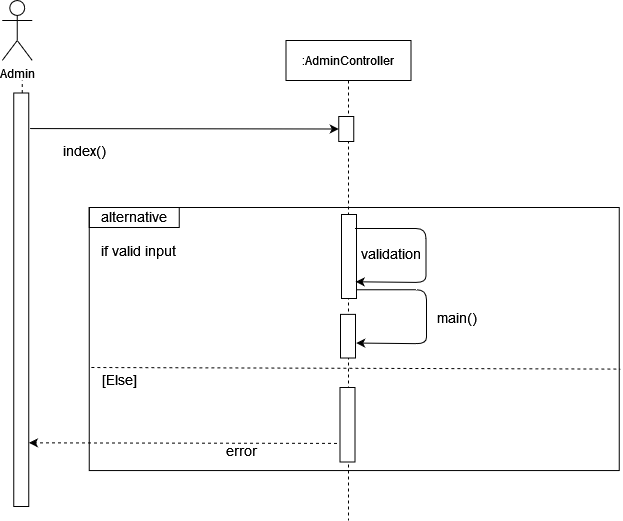 Admin
:AdminController
index()
alternative
if valid input
validation
main()
[Else]
error